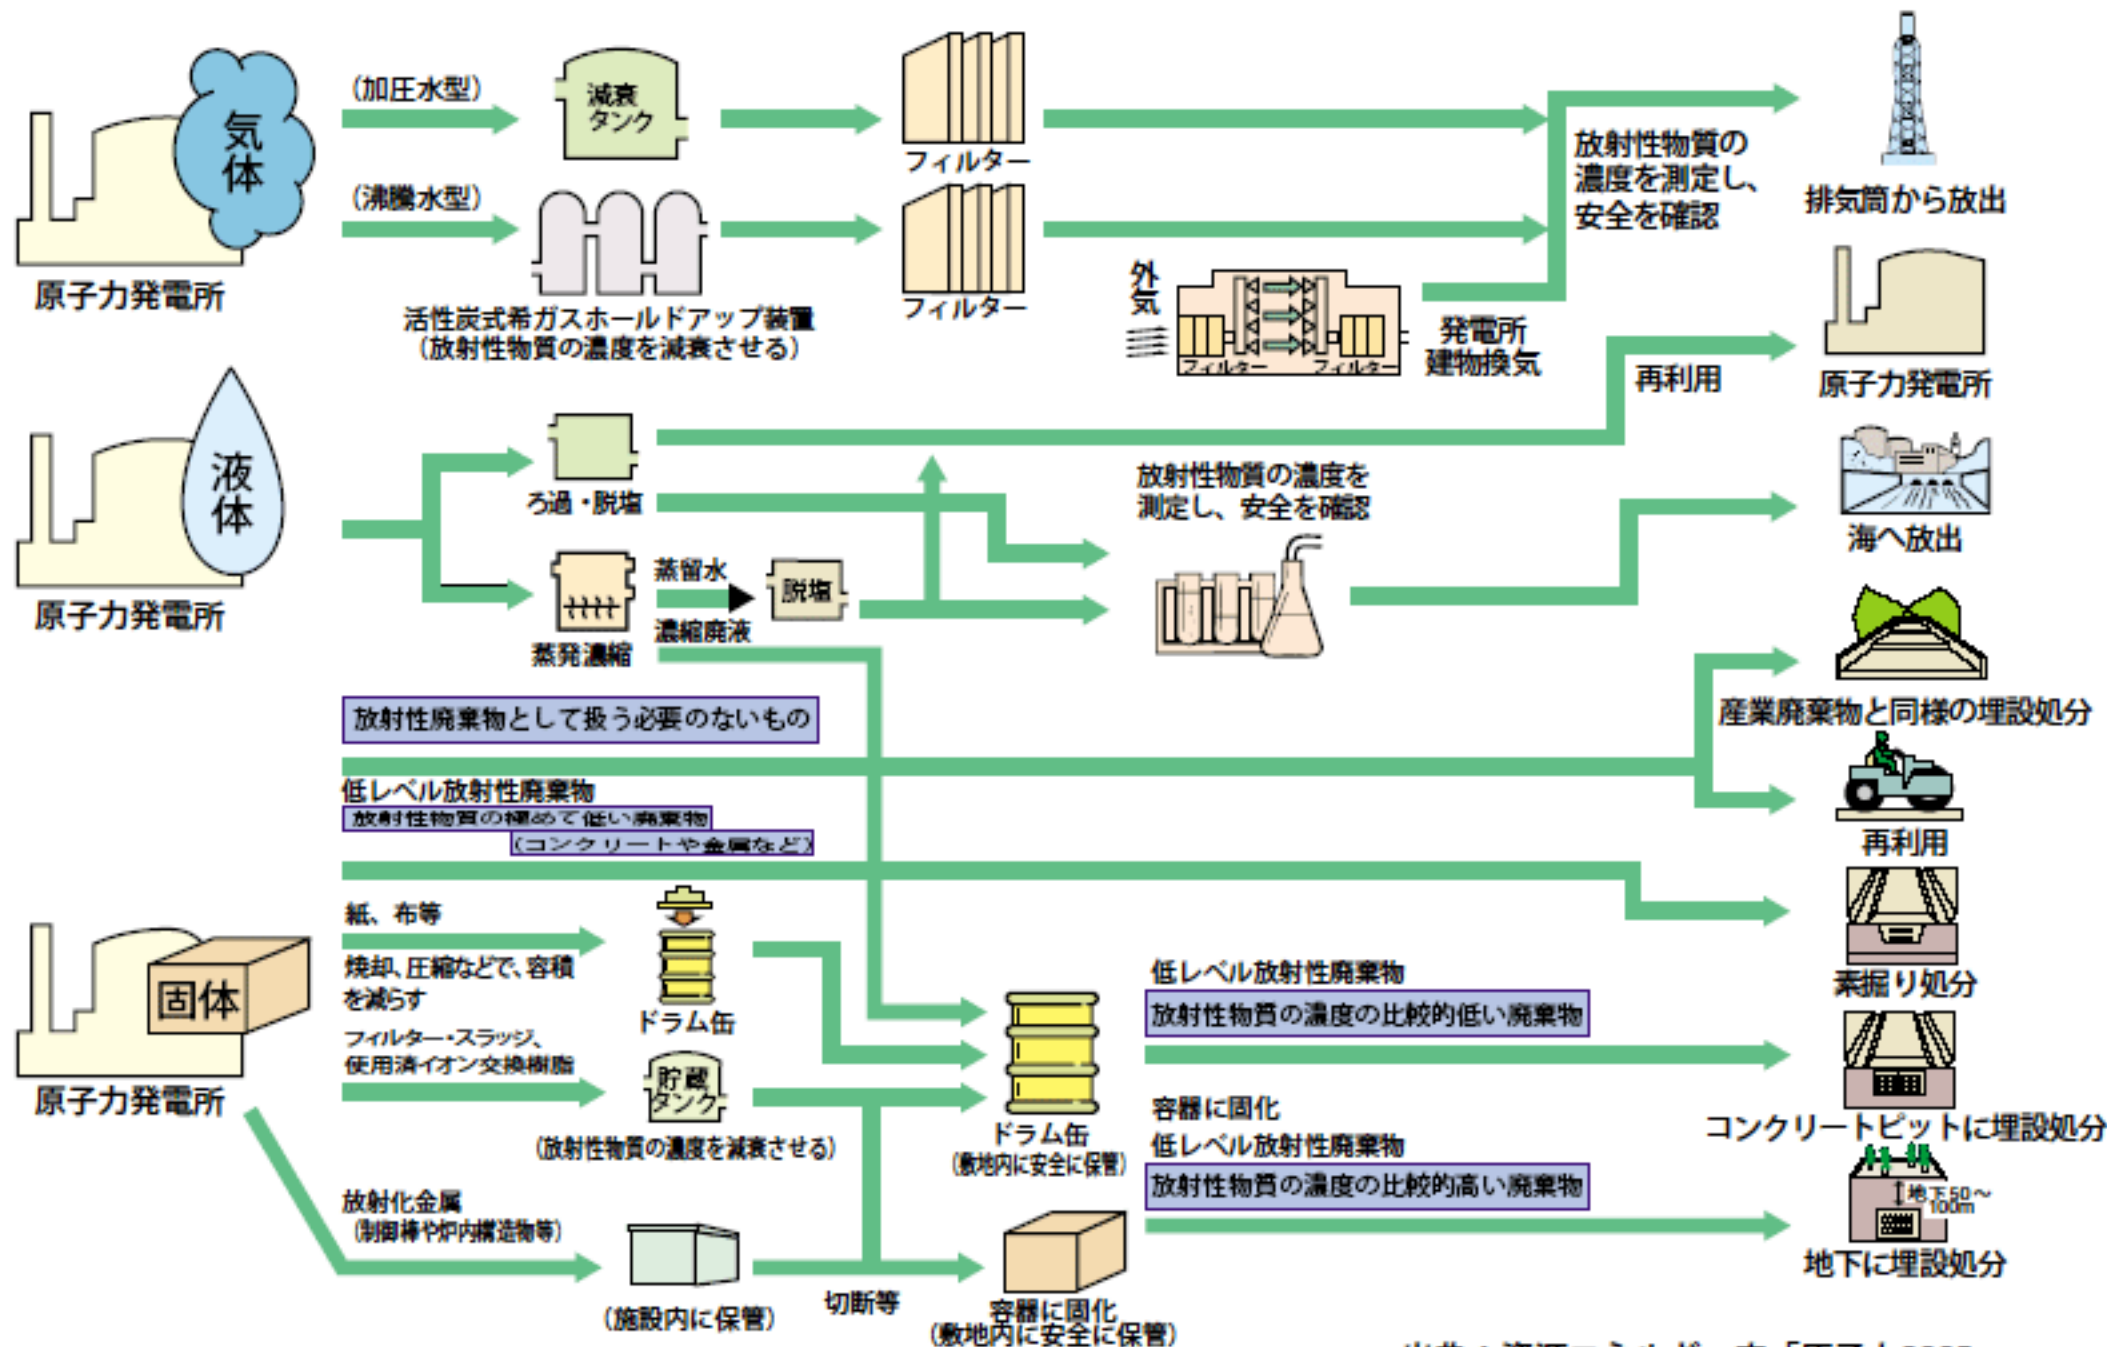 気体
原子力発電所
（加圧水型）
減衰
タンク
フィルター
（沸騰水型）
活性炭式希ガスホールドアップ装置
（放射性物質の濃度を減衰させる）
フィルター
外気
フィルター
フィルター
発電所
建物換気
放射性物質の
濃度を測定し、
安全を確認
排気筒から放出
液体
原子力発電所
ろ過・脱塩
再利用
原子力発電所
蒸発濃縮
蒸留水
濃縮廃液
脱塩
放射性物質の濃度を
測定し、安全を確認
海へ放出
放射性廃棄物として扱う必要のないもの
産業廃棄物と同様の埋設処分
再利用
低レベル放射性廃棄物
放射性物質の極めて低い廃棄物
（コンクリートや金属など）
素掘り処分
固体
原子力発電所
紙、布等
焼却、圧縮などで、容積
を減らす
ドラム缶
フィルター・スラッジ、
使用済イオン交換樹脂
貯蔵
タンク
（放射性物質の濃度を減衰させる）
ドラム缶
（敷地内に安全に保管）
低レベル放射性廃棄物
放射性物質の濃度の比較的低い廃棄物
コンクリートピットに埋設処分
放射化金属
（制御棒や炉内構造物等）
（施設内に保管）
切断等
容器に固化
（敷地内に安全に保管）
容器に固化
低レベル放射性廃棄物
放射性物質の濃度の比較的高い廃棄物
地下50～
100m
地下に埋設処分